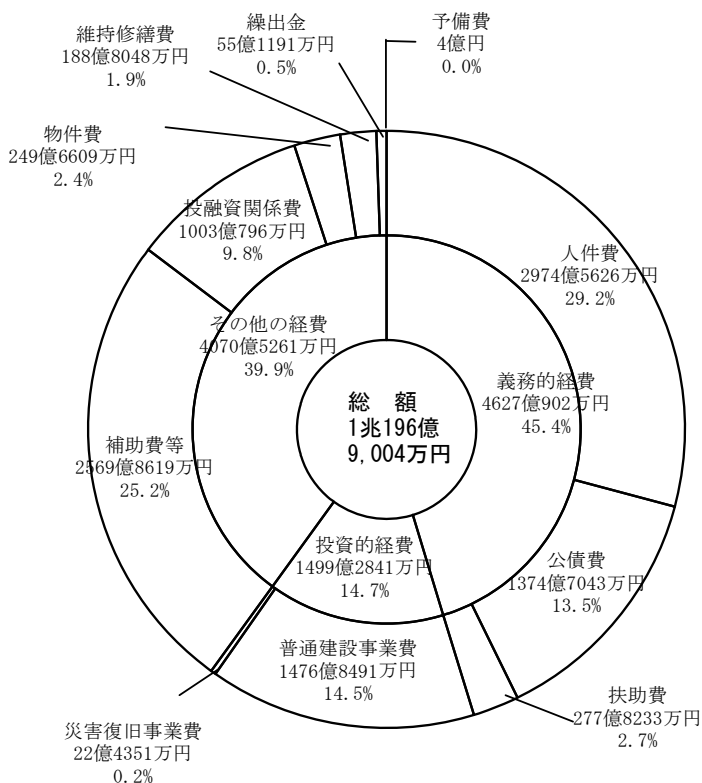 繰出金
55億1191万円
0.5%
予備費
4億円
0.0%
維持修繕費
188億8048万円
1.9%
物件費
249億6609万円
2.4%
投融資関係費
1003億796万円
9.8%
人件費
2974億5626万円
29.2%
その他の経費
4070億5261万円
39.9%
義務的経費
4627億902万円
45.4%
総 額
1兆196億
9,004万円
補助費等
2569億8619万円
25.2%
投資的経費
1499億2841万円
14.7%
公債費
1374億7043万円
13.5%
普通建設事業費
1476億8491万円
14.5%
扶助費
277億8233万円
2.7%
災害復旧事業費
22億4351万円
0.2%